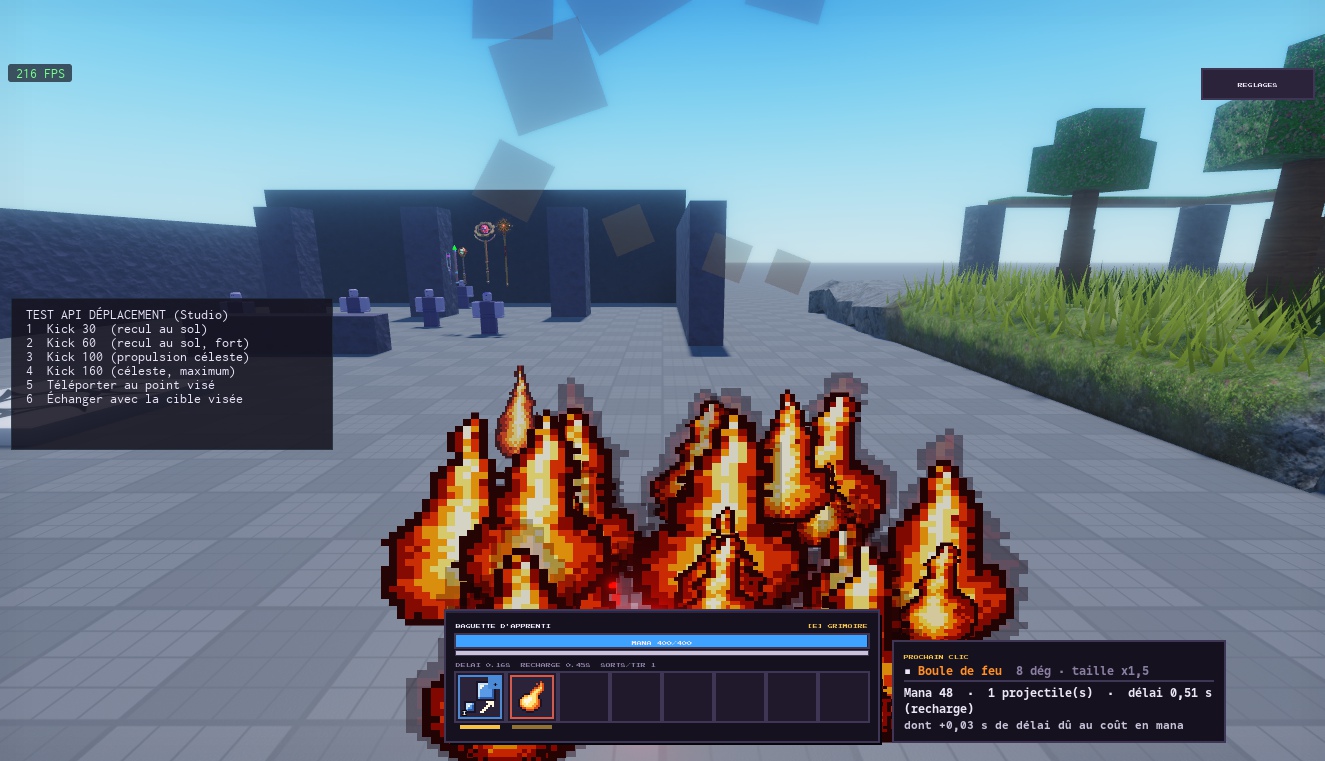 216 FPS
REGLAGES
TEST API DÉPLACEMENT (Studio)
1 Kick 30 (recul au sol)
2 Kick 60 (recul au sol, fort)
3 Kick 100 (propulsion céleste)
4 Kick 160 (céleste, maximum)
5 Téléporter au point visé
6 Échanger avec la cible visée
BAGUETTE D'APPRENTI [E] GRIMOIRE
MANA 400/400
DELAI 0.16S RECHARGE 0.45S SORTS/TIR 1
PROCHAIN CLIC
▪ Boule de feu 8 dég · taille x1,5
Mana 48 · 1 projectile(s) · délai 0,51 s
(recharge)
dont +0,03 s de délai dû au coût en mana